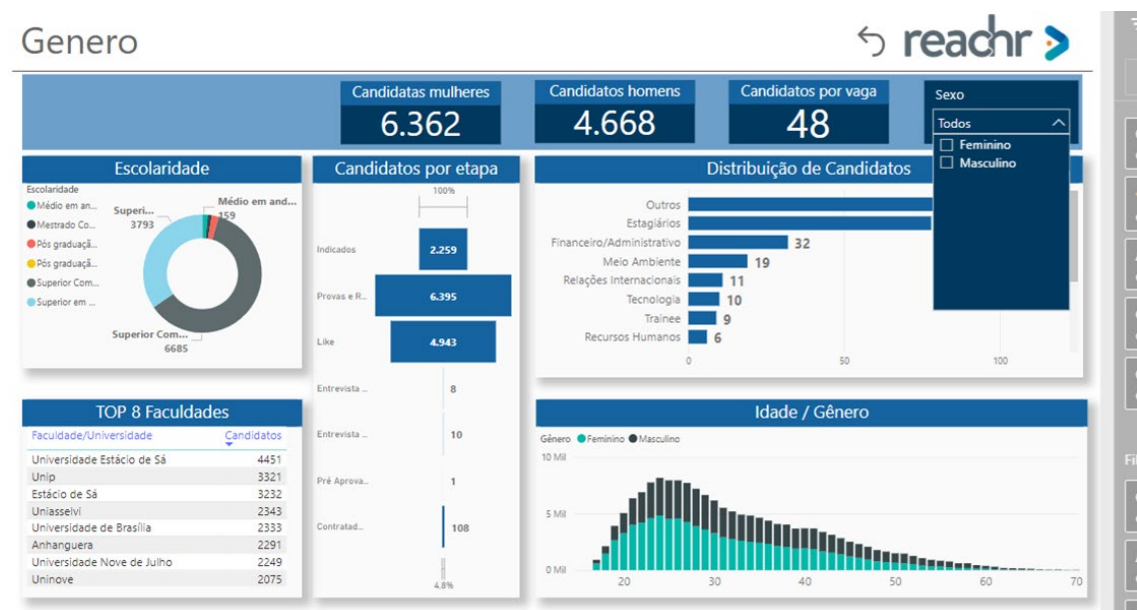 Genero
reachr
Candidatas mulheres
6.362
Candidatos homens
4.668
Candidatos por vaga
48
Sexo
Todos
Feminino
Masculino
Escolaridade
Escolaridade
Médio em an...
Mestrado Co...
Pós graduaçã...
Pós graduaçã...
Superior Com...
Superior em ...
Superi...
3793
Médio em and...
159
Superior Com...
6685
Candidatos por etapa
100%
Indicados
2.259
Provas e R...
6.395
Like
4.943
Entrevista ...
8
Entrevista ...
10
Pré Aprova...
1
Contratad...
108
4,8%
Distribuição de Candidatos
Outros
Estagiários
Financeiro/Administrativo 32
Meio Ambiente 19
Relações Internacionais 11
Tecnologia 10
Trainee 9
Recursos Humanos 6
0 50 100
TOP 8 Faculdades
Faculdade/Universidade Candidatos
Universidade Estácio de Sá 4451
Unip 3321
Estácio de Sá 3232
Uniasselvi 2343
Universidade de Brasília 2333
Anhanguera 2291
Universidade Nove de Julho 2249
Uninove 2075
Idade / Gênero
Gênero Feminino Masculino
10 Mil
5 Mil
0 Mil
20 30 40 50 60 70